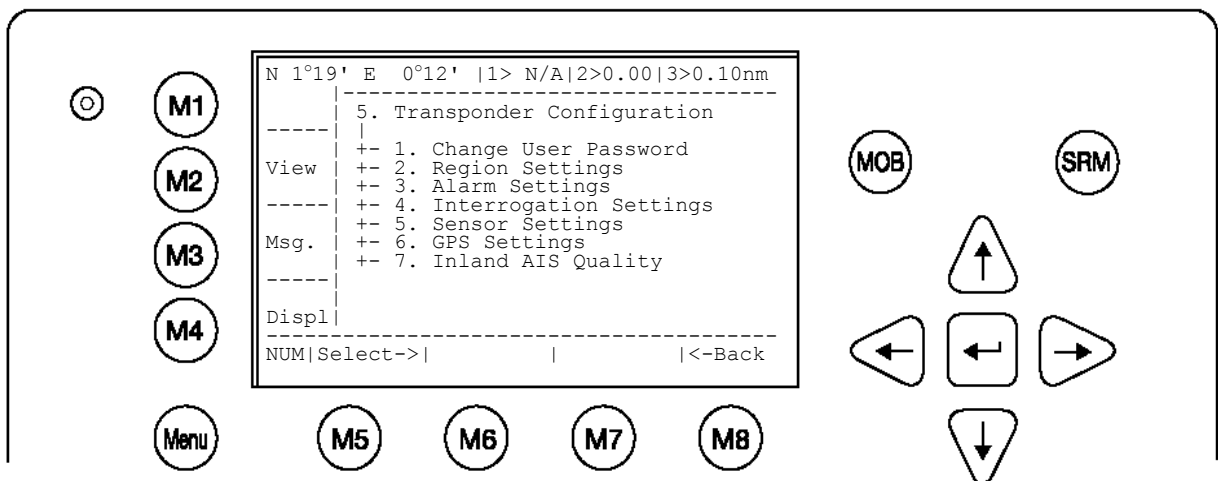 N 1°19' E 0°12' |1> N/A|2>0.00|3>0.10nm
M1
5. Transponder Configuration
+- 1. Change User Password
View
+- 2. Region Settings
MOB
SRM
M2
+- 3. Alarm Settings
+- 4. Interrogation Settings
+- 5. Sensor Settings
Msg.
+- 6. GPS Settings
M3
+- 7. Inland AIS Quality
Displ
M4
NUM|Select->| | |<-Back
Menu
M5
M6
M7
M8